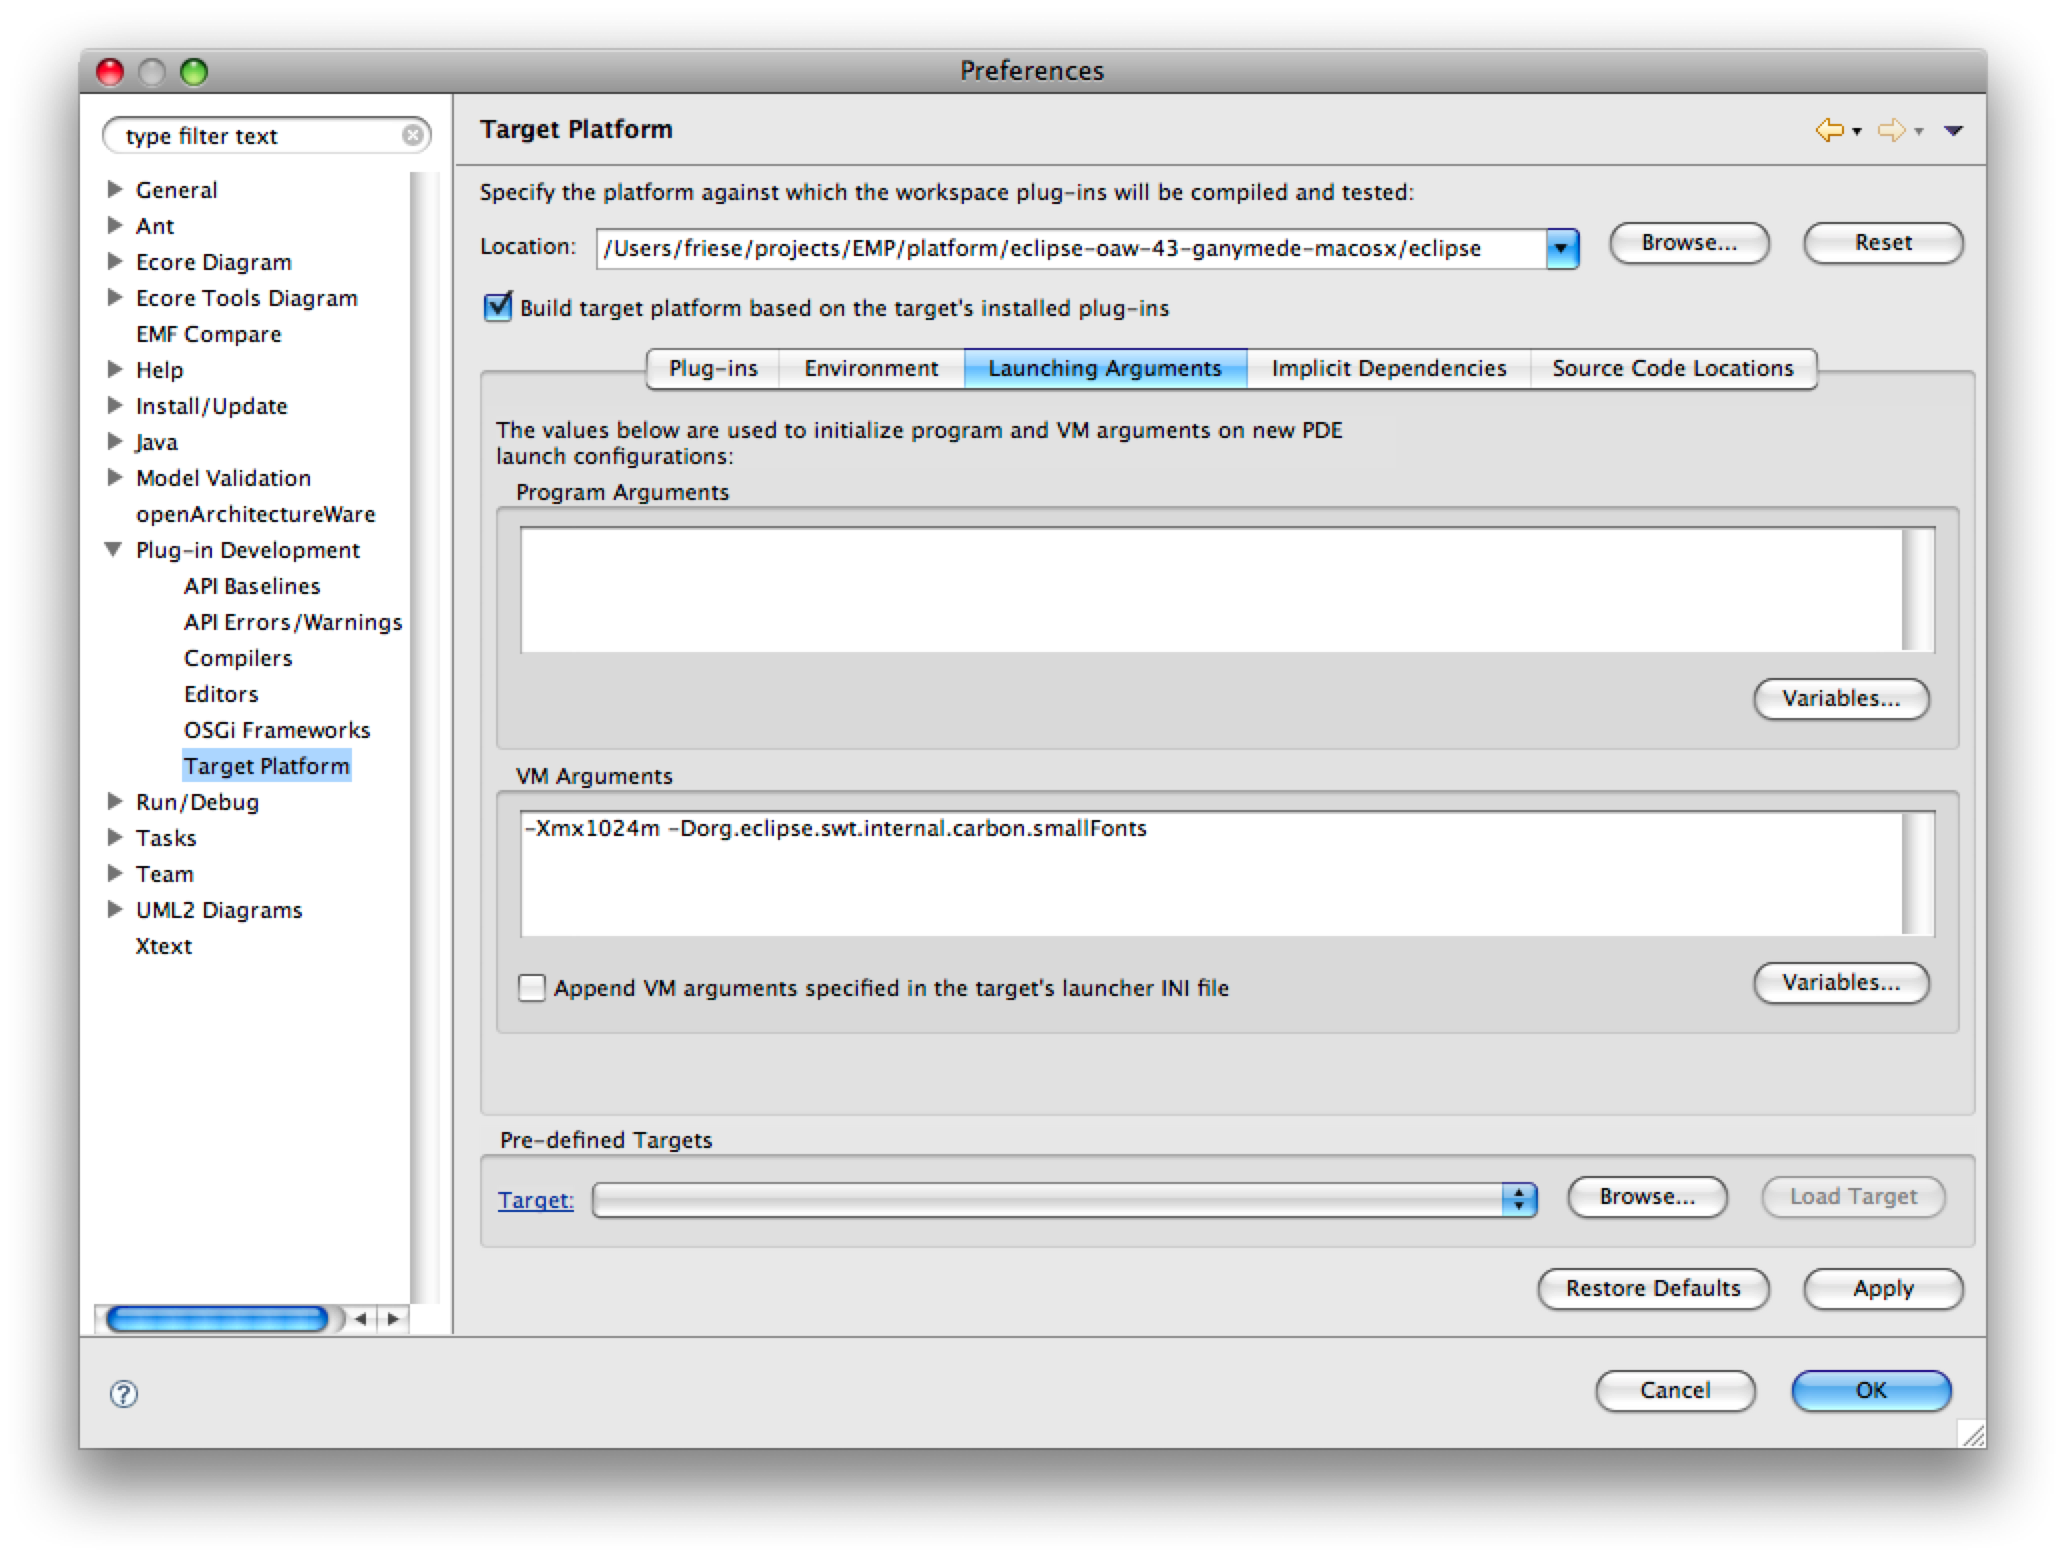 Preferences
type filter text
General
Ant
Ecore Diagram
Ecore Tools Diagram
EMF Compare
Help
Install/Update
Java
Model Validation
openArchitectureWare
Plug-in Development
API Baselines
API Errors/Warnings
Compilers
Editors
OSGi Frameworks
Target Platform
Run/Debug
Tasks
Team
UML2 Diagrams
Xtext
Target Platform
Specify the platform against which the workspace plug-ins will be compiled and tested:
Location: /Users/friese/projects/EMP/platform/eclipse-oaw-43-ganymede-macosx/eclipse Browse... Reset
Build target platform based on the target's installed plug-ins
Plug-ins Environment Launching Arguments Implicit Dependencies Source Code Locations
The values below are used to initialize program and VM arguments on new PDE
launch configurations:
Program Arguments
Variables...
VM Arguments
-Xmx1024m -Dorg.eclipse.swt.internal.carbon.smallFonts
Append VM arguments specified in the target's launcher INI file Variables...
Pre-defined Targets
Target: Browse... Load Target
Restore Defaults Apply
? Cancel OK